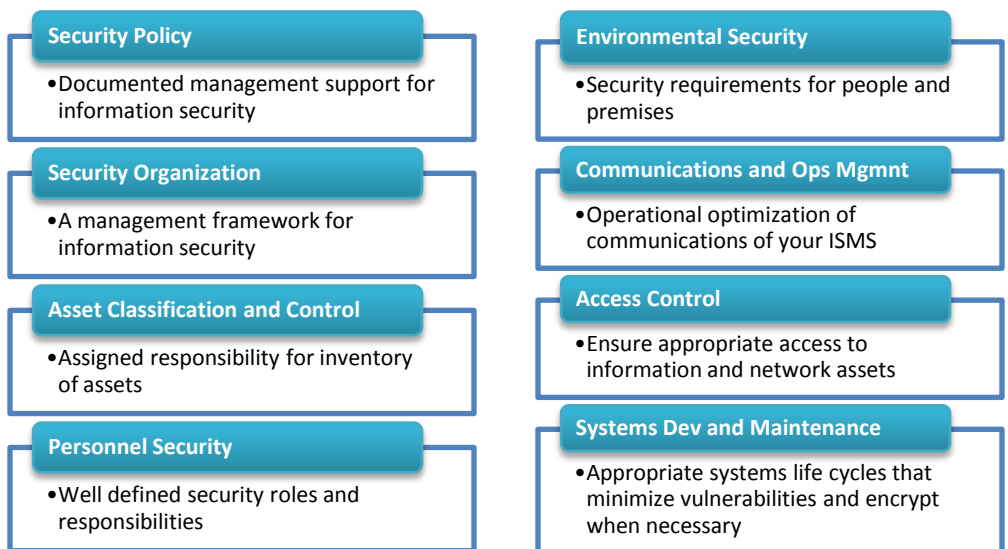 Security Policy
•Documented management support for
information security
Security Organization
•A management framework for
information security
Asset Classification and Control
•Assigned responsibility for inventory
of assets
Personnel Security
•Well defined security roles and
responsibilities
Environmental Security
•Security requirements for people and
premises
Communications and Ops Mgmnt
•Operational optimization of
communications of your ISMS
Access Control
•Ensure appropriate access to
information and network assets
Systems Dev and Maintenance
•Appropriate systems life cycles that
minimize vulnerabilities and encrypt
when necessary